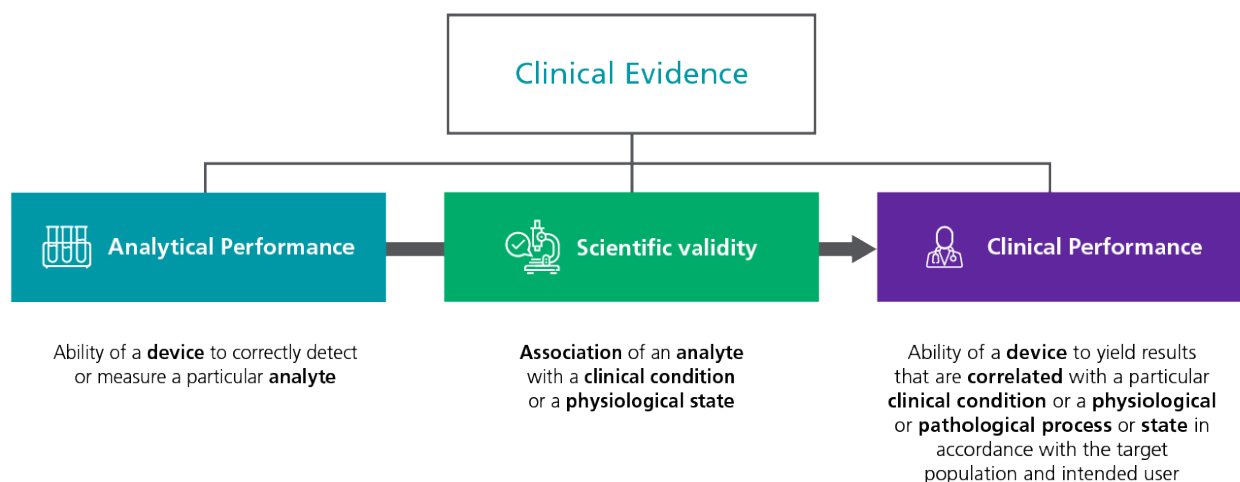 Clinical Evidence
Analytical Performance
Scientific validity
Clinical Performance
Ability of a device to correctly detect
or measure a particular analyte
Association of an analyte
with a clinical condition
or a physiological state
Ability of a device to yield results
that are correlated with a particular
clinical condition or a physiological
or pathological process or state in
accordance with the target
population and intended user